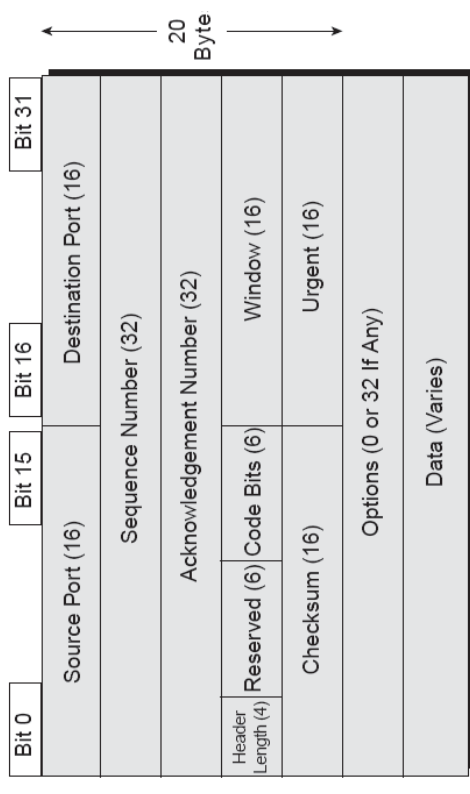 Bit 0
Bit 15
Bit 16
Bit 31
Source Port (16)
Destination Port (16)
Sequence Number (32)
Acknowledgement Number (32)
Header
Length (4)
Reserved (6)
Code Bits (6)
Window (16)
Checksum (16)
Urgent (16)
Options (0 or 32 If Any)
Data (Varies)
20
Byte